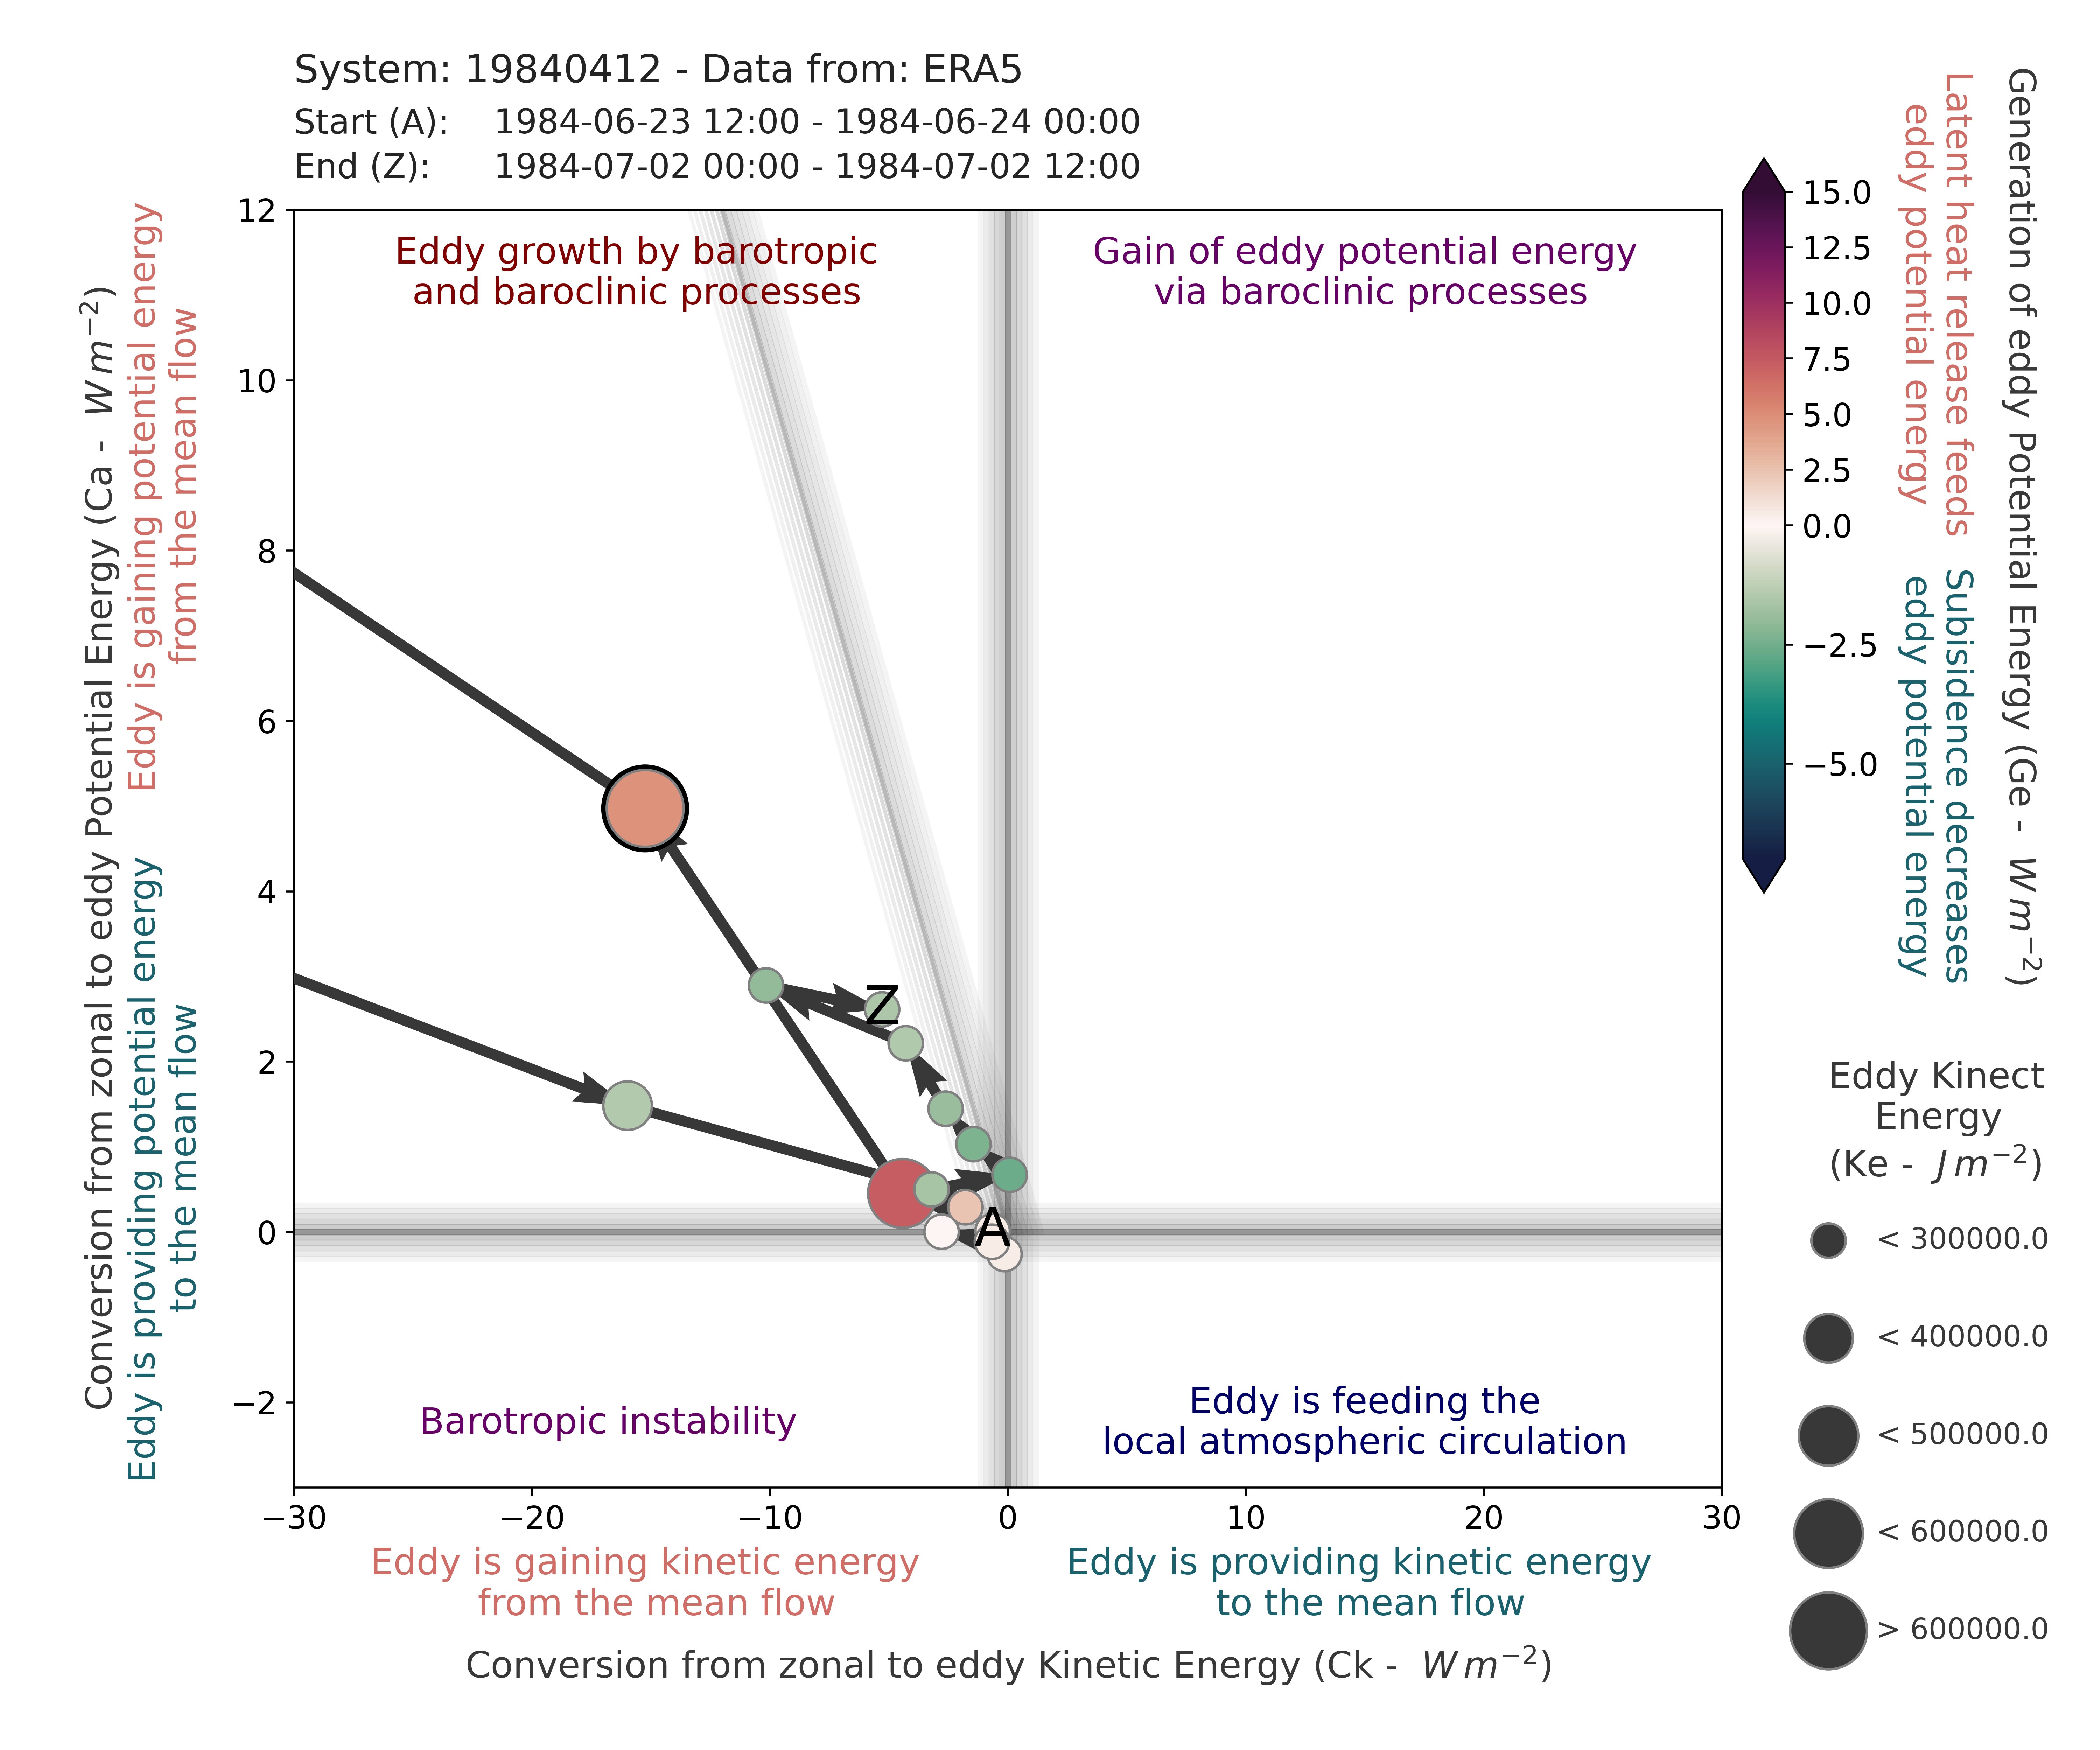 System: 19840412 - Data from: ERA5
Start (A): 1984-06-23 12:00 - 1984-06-24 00:00
End (Z): 1984-07-02 00:00 - 1984-07-02 12:00
Conversion from zonal to eddy Potential Energy (Ca - W m⁻²)
Eddy is gaining potential energy
from the mean flow
Eddy is providing potential energy
to the mean flow
12
10
8
6
4
2
0
−2
Eddy growth by barotropic
and baroclinic processes
Gain of eddy potential energy
via baroclinic processes
Z
A
Barotropic instability
Eddy is feeding the
local atmospheric circulation
−30
−20
−10
0
10
20
30
Eddy is gaining kinetic energy
from the mean flow
Eddy is providing kinetic energy
to the mean flow
Conversion from zonal to eddy Kinetic Energy (Ck - W m⁻²)
15.0
12.5
10.0
7.5
5.0
2.5
0.0
−2.5
−5.0
Latent heat release feeds
eddy potential energy
Subisidence decreases
eddy potential energy
Generation of eddy Potential Energy (Ge - W m⁻²)
Eddy Kinect
Energy
(Ke - J m⁻²)
< 300000.0
< 400000.0
< 500000.0
< 600000.0
> 600000.0